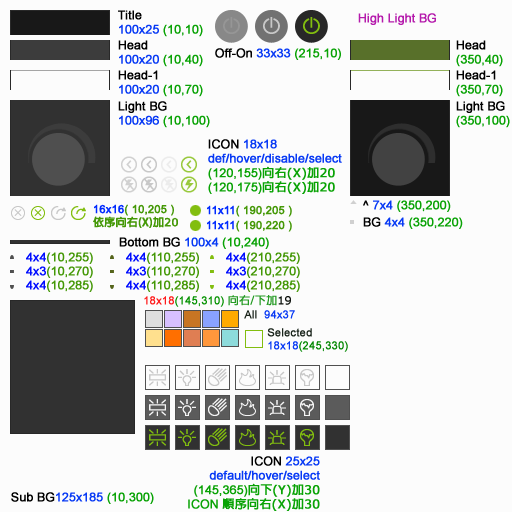 Title
100x25 (10,10)
Head
100x20 (10,40)
Head-1
100x20 (10,70)
Light BG
100x96 (10,100)
Off-On 33x33 (215,10)
High Light BG
Head
(350,40)
Head-1
(350,70)
Light BG
(350,100)
ICON 18x18
def/hover/disable/select
(120,155)向右(X)加20
(120,175)向右(X)加20
16x16( 10,205 )
依序向右(X)加20
11x11( 190,205 )
11x11( 190,220 )
^ 7x4 (350,200)
BG 4x4 (350,220)
Bottom BG 100x4 (10,240)
4x4(10,255)
4x4(110,255)
4x4(210,255)
4x3(10,270)
4x3(110,270)
4x3(210,270)
4x4(10,285)
4x4(110,285)
4x4(210,285)
18x18(145,310) 向右/下加19
All 94x37
Selected
18x18(245,330)
ICON 25x25
default/hover/select
(145,365)向下(Y)加30
ICON 順序向右(X)加30
Sub BG125x185 (10,300)